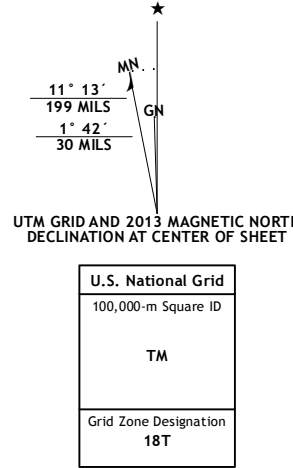 ★
MN
GN
11° 13´
199 MILS
1° 42´
30 MILS
UTM GRID AND 2013 MAGNETIC NORT
DECLINATION AT CENTER OF SHEET
U.S. National Grid
100,000-m Square ID
TM
Grid Zone Designation
18T